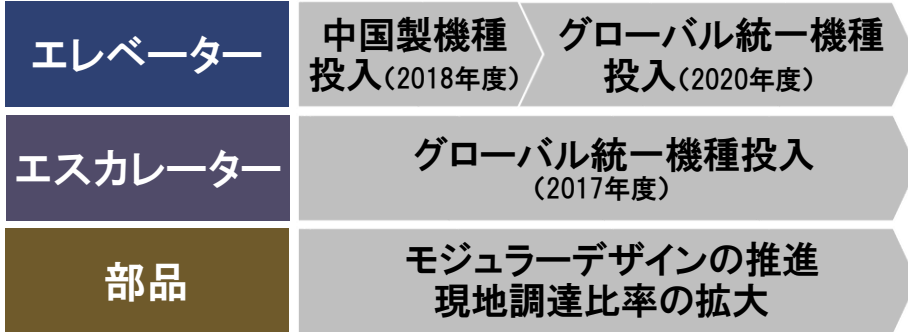 エレベーター
中国製機種
投入(2018年度)
グローバル統一機種
投入(2020年度)
エスカレーター
グローバル統一機種投入
(2017年度)
部品
モジュラーデザインの推進
現地調達比率の拡大